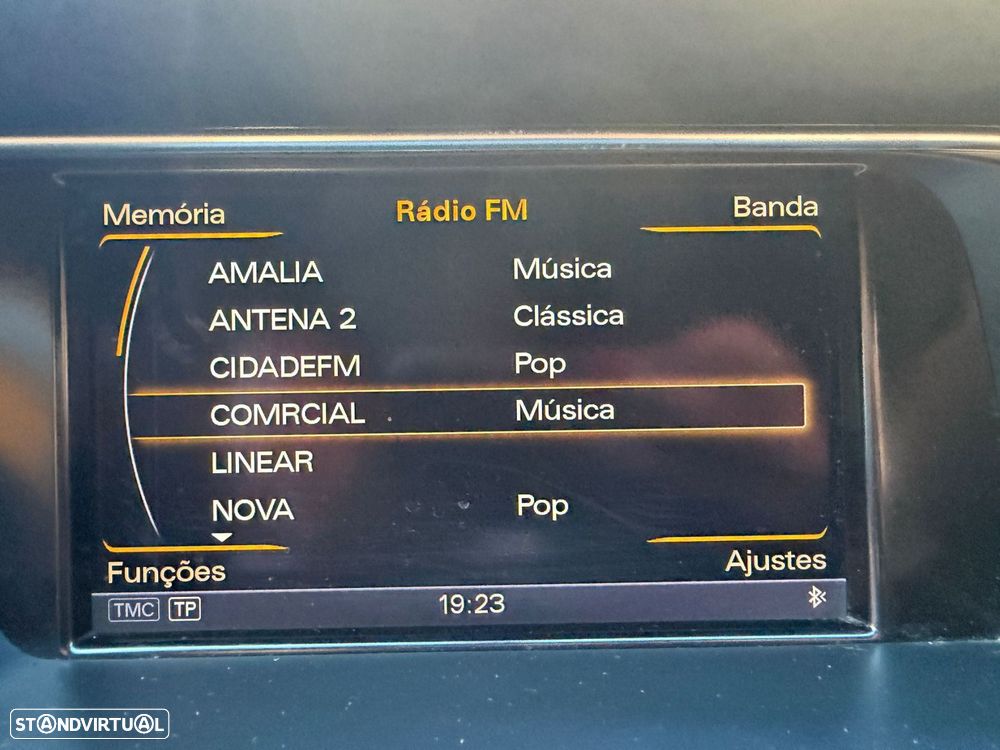 Memória Rádio FM Banda
AMALIA Música
ANTENA 2 Clássica
CIDADEFM Pop
COMRCIAL Música
LINEAR
NOVA Pop
Funções Ajustes
TMC TP 19:23
STANDVIRTUAL